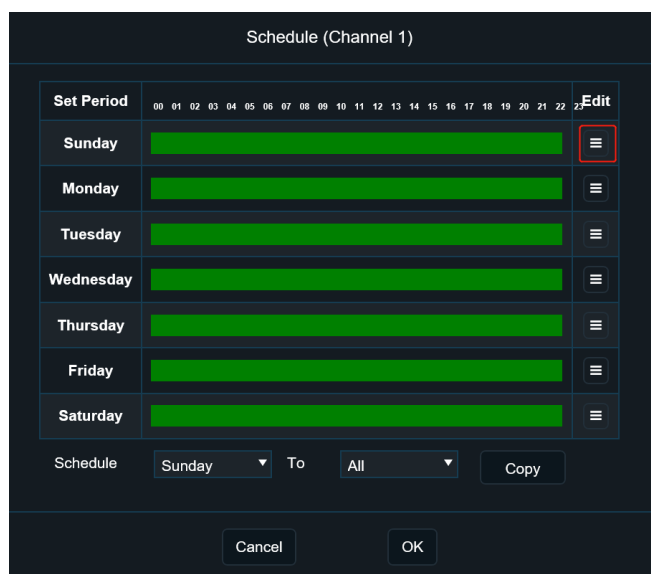 Schedule (Channel 1)
Set Period 00 01 02 03 04 05 06 07 08 09 10 11 12 13 14 15 16 17 18 19 20 21 22 23 Edit
Sunday
Monday
Tuesday
Wednesday
Thursday
Friday
Saturday
Schedule Sunday To All Copy
Cancel OK